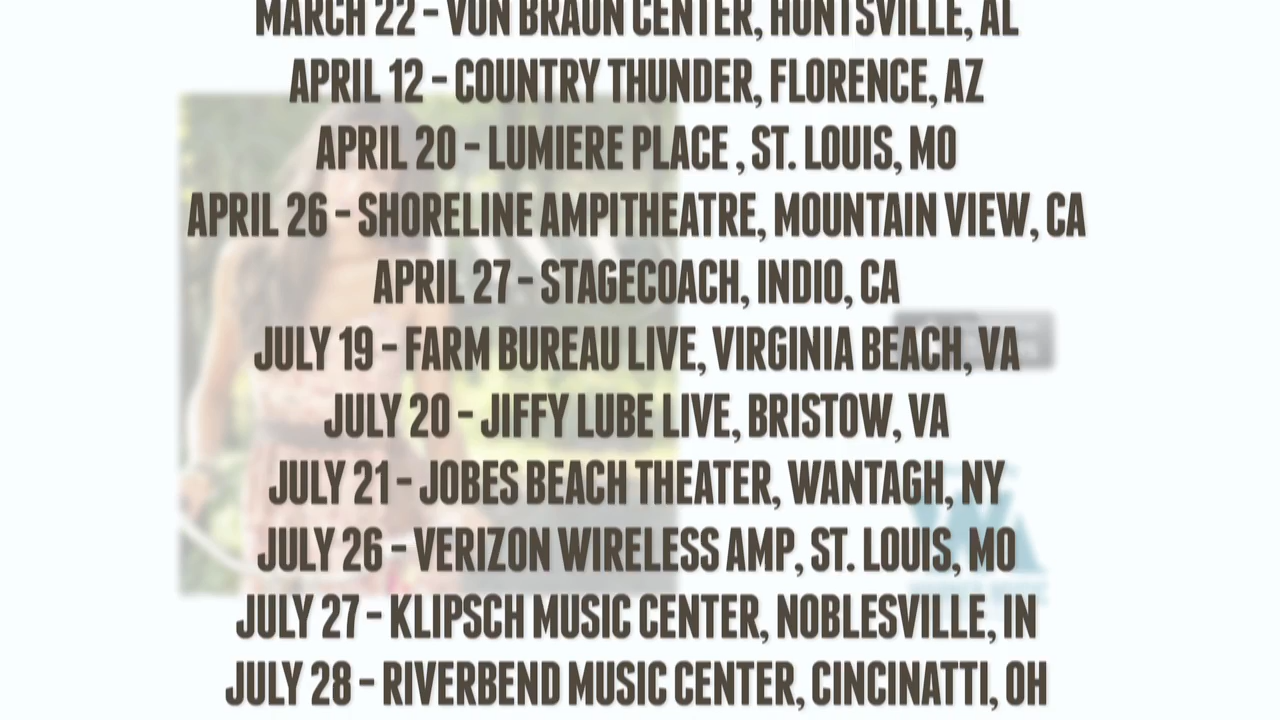 MARCH 22 - VON BRAUN CENTER, HUNTSVILLE, AL
APRIL 12 - COUNTRY THUNDER, FLORENCE, AZ
APRIL 20 - LUMIERE PLACE , ST. LOUIS, MO
APRIL 26 - SHORELINE AMPITHEATRE, MOUNTAIN VIEW, CA
APRIL 27 - STAGECOACH, INDIO, CA
JULY 19 - FARM BUREAU LIVE, VIRGINIA BEACH, VA
JULY 20 - JIFFY LUBE LIVE, BRISTOW, VA
JULY 21 - JOBES BEACH THEATER, WANTAGH, NY
JULY 26 - VERIZON WIRELESS AMP, ST. LOUIS, MO
JULY 27 - KLIPSCH MUSIC CENTER, NOBLESVILLE, IN
JULY 28 - RIVERBEND MUSIC CENTER, CINCINATTI, OH